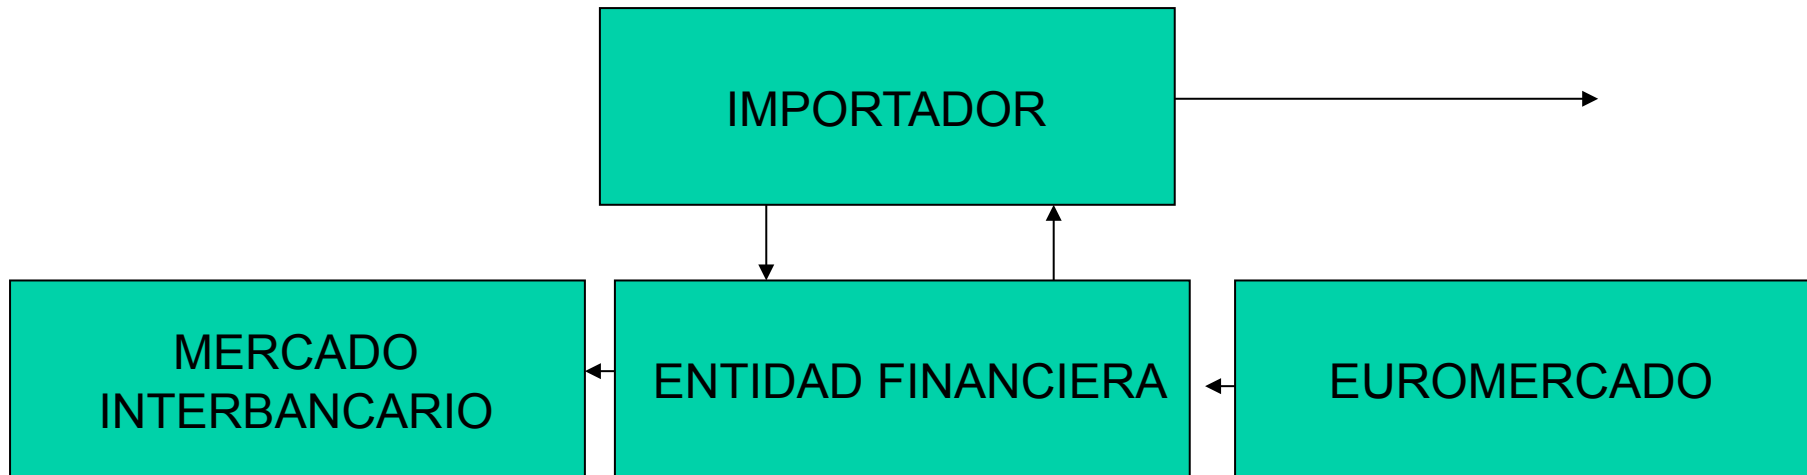 IMPORTADOR
MERCADO
INTERBANCARIO
ENTIDAD FINANCIERA
EUROMERCADO